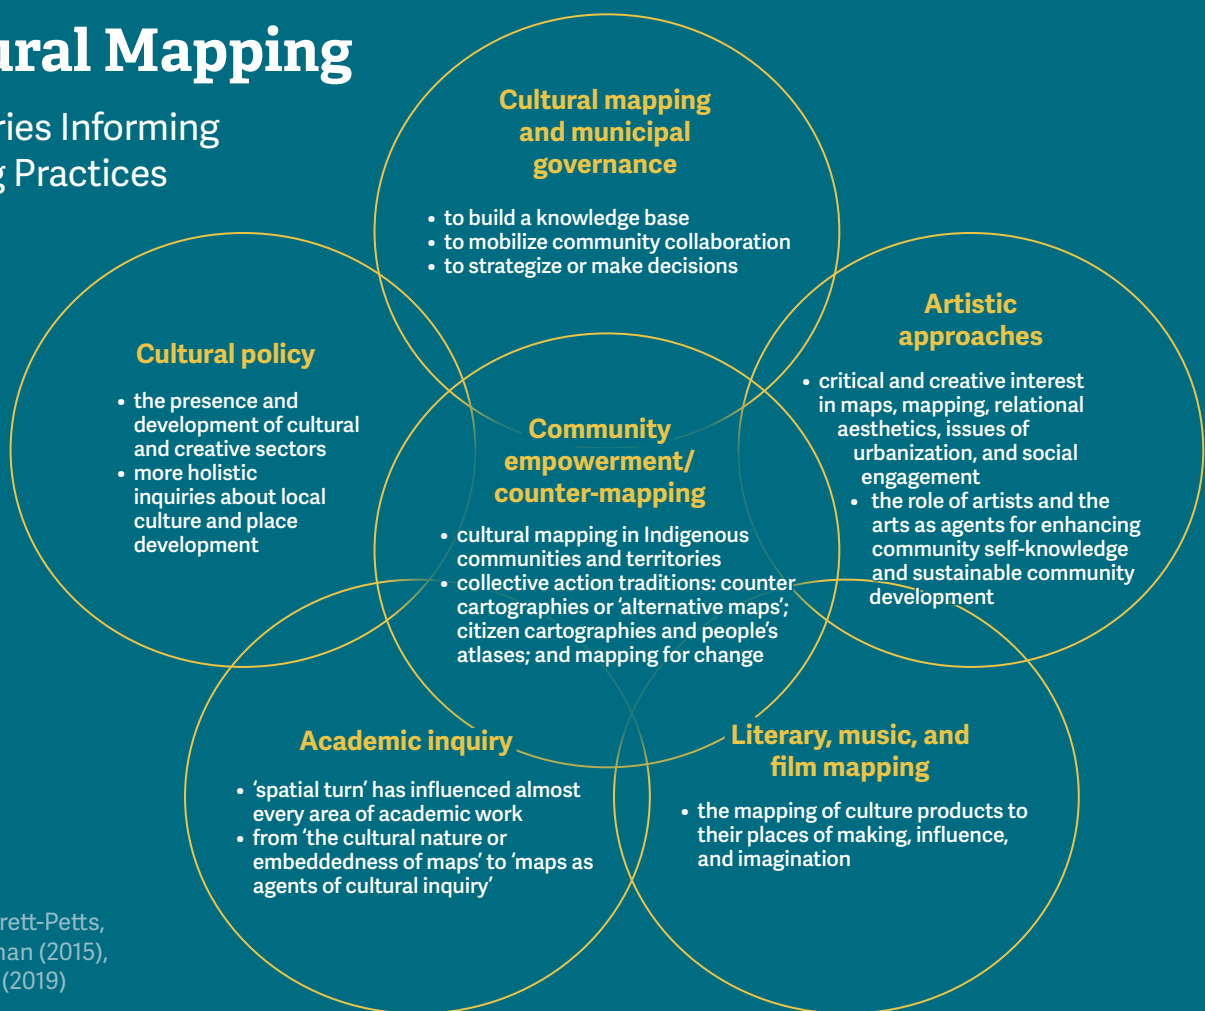 ural Mapping
ries Informing
g Practices
Cultural mapping
and municipal
governance
• to build a knowledge base
• to mobilize community collaboration
• to strategize or make decisions
Cultural policy
• the presence and
development of cultural
and creative sectors
• more holistic
inquiries about local
culture and place
development
Artistic
approaches
• critical and creative interest
in maps, mapping, relational
aesthetics, issues of
urbanization, and social
engagement
• the role of artists and the
arts as agents for enhancing
community self-knowledge
and sustainable community
development
Community
empowerment/
counter-mapping
• cultural mapping in Indigenous
communities and territories
• collective action traditions: counter
cartographies or ‘alternative maps’;
citizen cartographies and people’s
atlases; and mapping for change
Academic inquiry
• ‘spatial turn’ has influenced almost
every area of academic work
• from ‘the cultural nature or
embeddedness of maps’ to ‘maps as
agents of cultural inquiry’
Literary, music, and
film mapping
• the mapping of culture products to
their places of making, influence,
and imagination
rett-Petts,
nan (2015),
(2019)